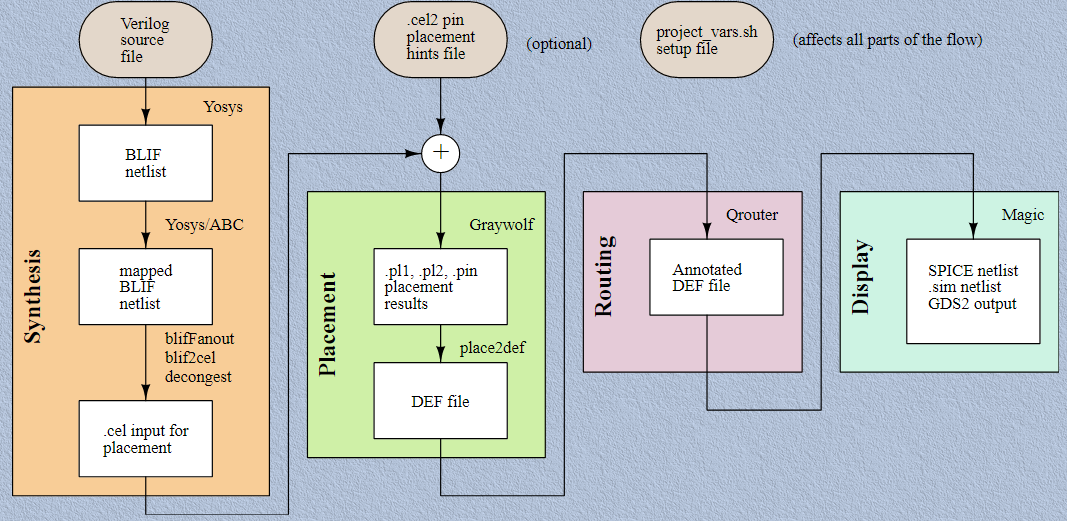 Verilog
source
file
.cel2 pin
placement
hints file
(optional)
project_vars.sh
setup file
(affects all parts of the flow)
Synthesis
Yosys
BLIF
netlist
Yosys/ABC
mapped
BLIF
netlist
blifFanout
blif2cel
decongest
.cel input for
placement
+
Placement
Graywolf
.pl1, .pl2, .pin
placement
results
place2def
DEF file
Routing
Qrouter
Annotated
DEF file
Display
Magic
SPICE netlist
.sim netlist
GDS2 output